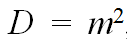 D = m²,